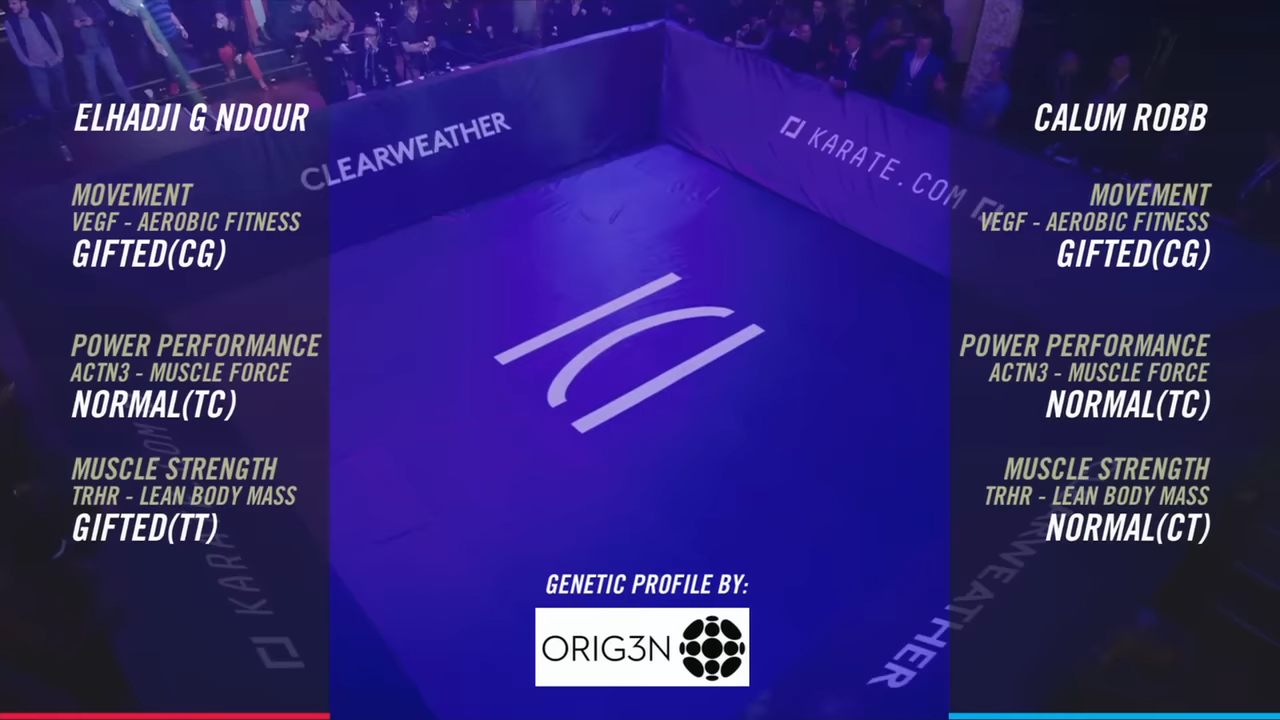 ELHADJI G NDOUR
MOVEMENT
VEGF - AEROBIC FITNESS
GIFTED(CG)
POWER PERFORMANCE
ACTN3 - MUSCLE FORCE
NORMAL(TC)
MUSCLE STRENGTH
TRHR - LEAN BODY MASS
GIFTED(TT)
CLEARWEATHER
KARATE.COM
CALUM ROBB
MOVEMENT
VEGF - AEROBIC FITNESS
GIFTED(CG)
POWER PERFORMANCE
ACTN3 - MUSCLE FORCE
NORMAL(TC)
MUSCLE STRENGTH
TRHR - LEAN BODY MASS
NORMAL(CT)
GENETIC PROFILE BY:
ORIG3N